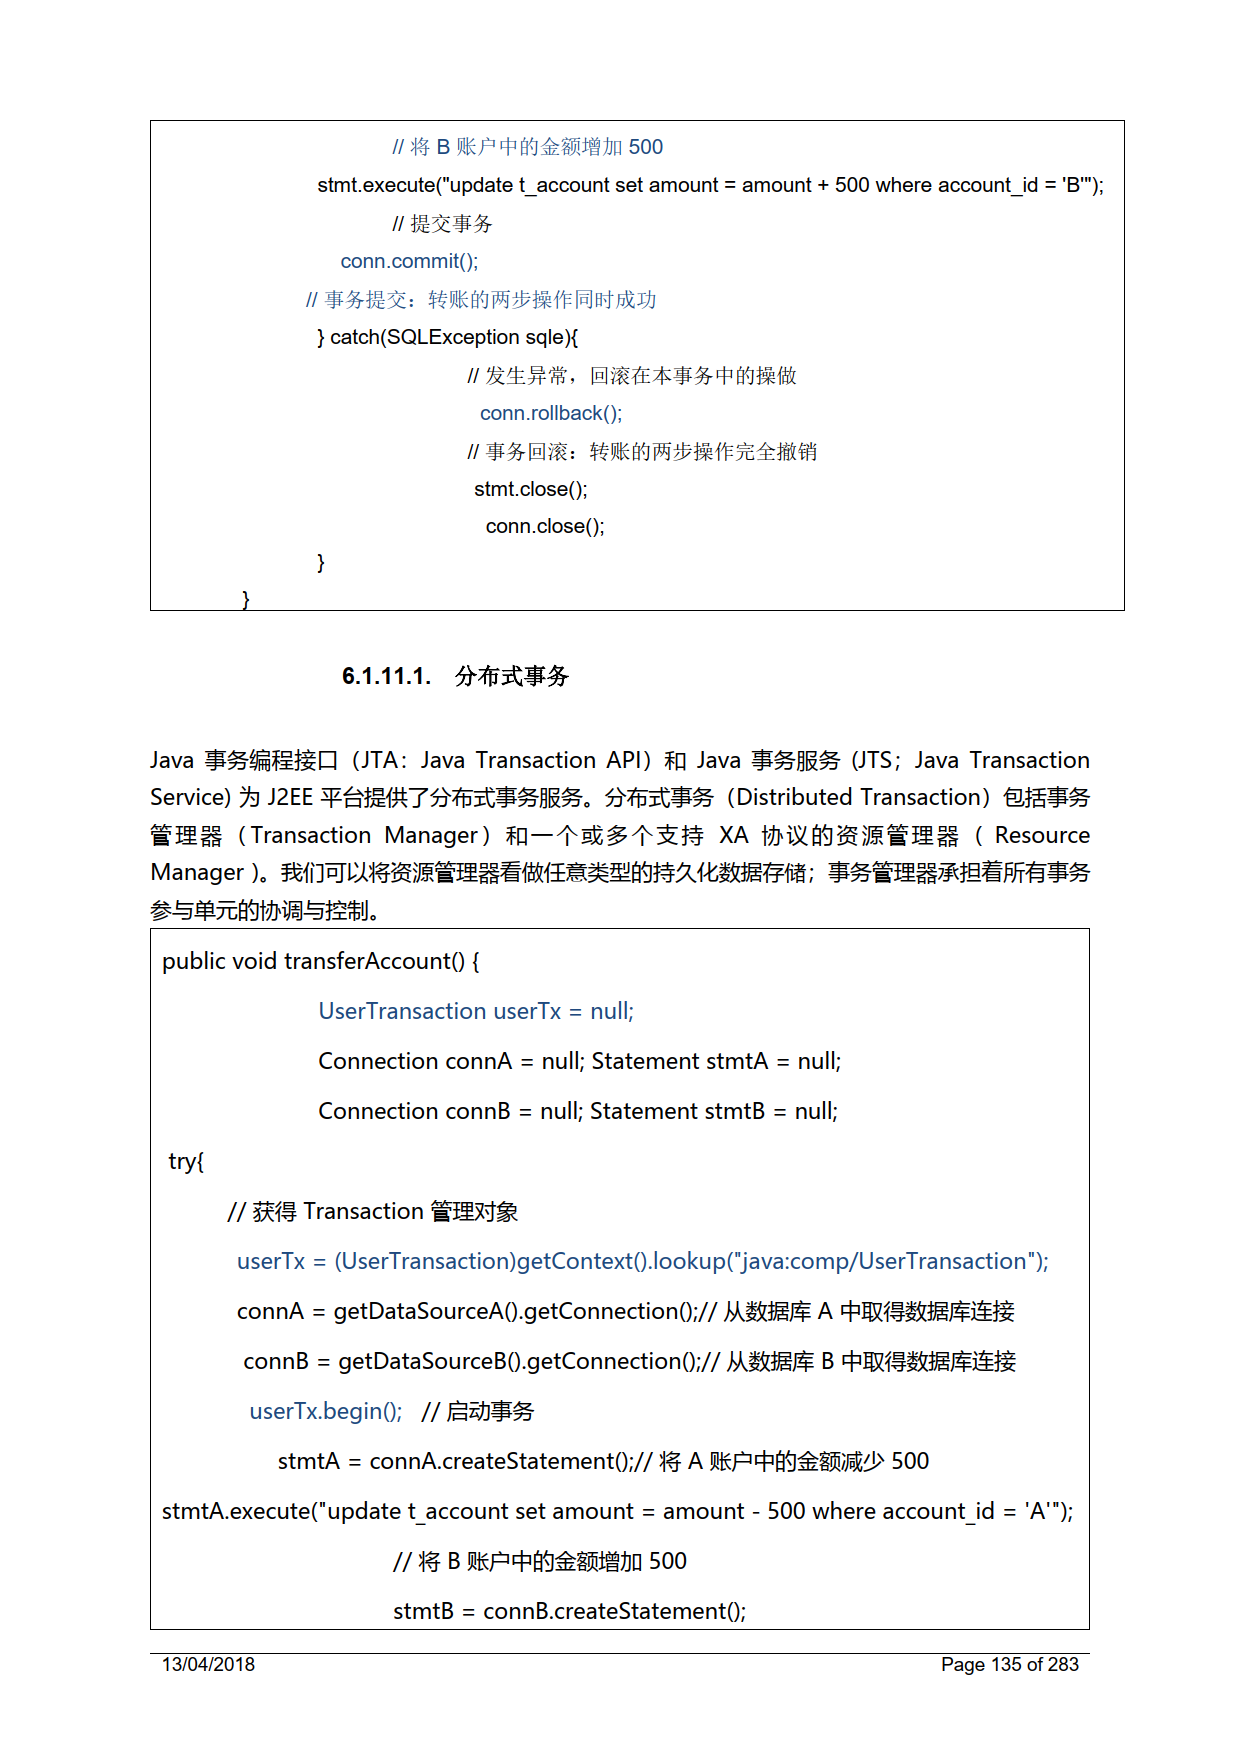 // 将 B 账户中的金额增加 500
stmt.execute("update t_account set amount = amount + 500 where account_id = 'B'");
// 提交事务
conn.commit();
// 事务提交：转账的两步操作同时成功
} catch(SQLException sqle){
// 发生异常，回滚在本事务中的操做
conn.rollback();
// 事务回滚：转账的两步操作完全撤销
stmt.close();
conn.close();
}
}
6.1.11.1. 分布式事务
Java 事务编程接口（JTA：Java Transaction API）和 Java 事务服务 (JTS；Java Transaction
Service) 为 J2EE 平台提供了分布式事务服务。分布式事务（Distributed Transaction）包括事务
管理器（Transaction Manager）和一个或多个支持 XA 协议的资源管理器（ Resource
Manager )。我们可以将资源管理器看做任意类型的持久化数据存储；事务管理器承担着所有事务
参与单元的协调与控制。
public void transferAccount() {
UserTransaction userTx = null;
Connection connA = null; Statement stmtA = null;
Connection connB = null; Statement stmtB = null;
try{
// 获得 Transaction 管理对象
userTx = (UserTransaction)getContext().lookup("java:comp/UserTransaction");
connA = getDataSourceA().getConnection();// 从数据库 A 中取得数据库连接
connB = getDataSourceB().getConnection();// 从数据库 B 中取得数据库连接
userTx.begin(); // 启动事务
stmtA = connA.createStatement();// 将 A 账户中的金额减少 500
stmtA.execute("update t_account set amount = amount - 500 where account_id = 'A'");
// 将 B 账户中的金额增加 500
stmtB = connB.createStatement();
13/04/2018 Page 135 of 283